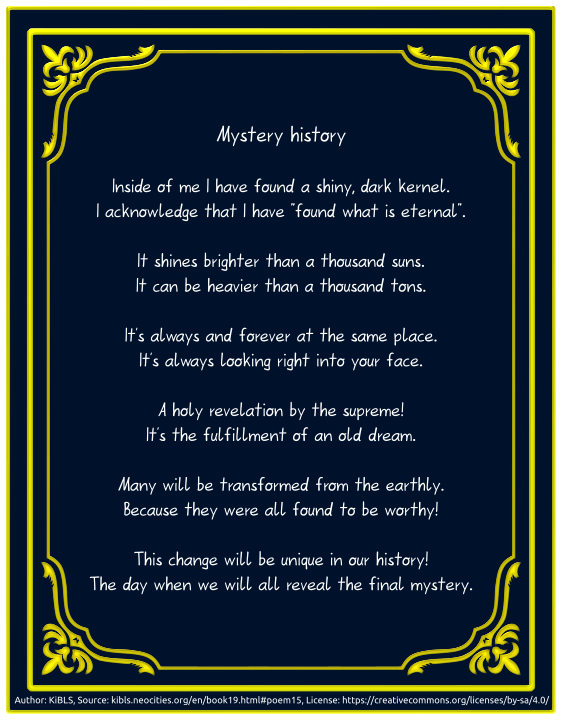 Mystery history
Inside of me I have found a shiny, dark kernel.
I acknowledge that I have "found what is eternal".
It shines brighter than a thousand suns.
It can be heavier than a thousand tons.
It's always and forever at the same place.
It's always looking right into your face.
A holy revelation by the supreme!
It's the fulfillment of an old dream.
Many will be transformed from the earthly.
Because they were all found to be worthy!
This change will be unique in our history!
The day when we will all reveal the final mystery.
Author: KiBLS, Source: kibls.neocities.org/en/book19.html#poem15, License: https://creativecommons.org/licenses/by-sa/4.0/